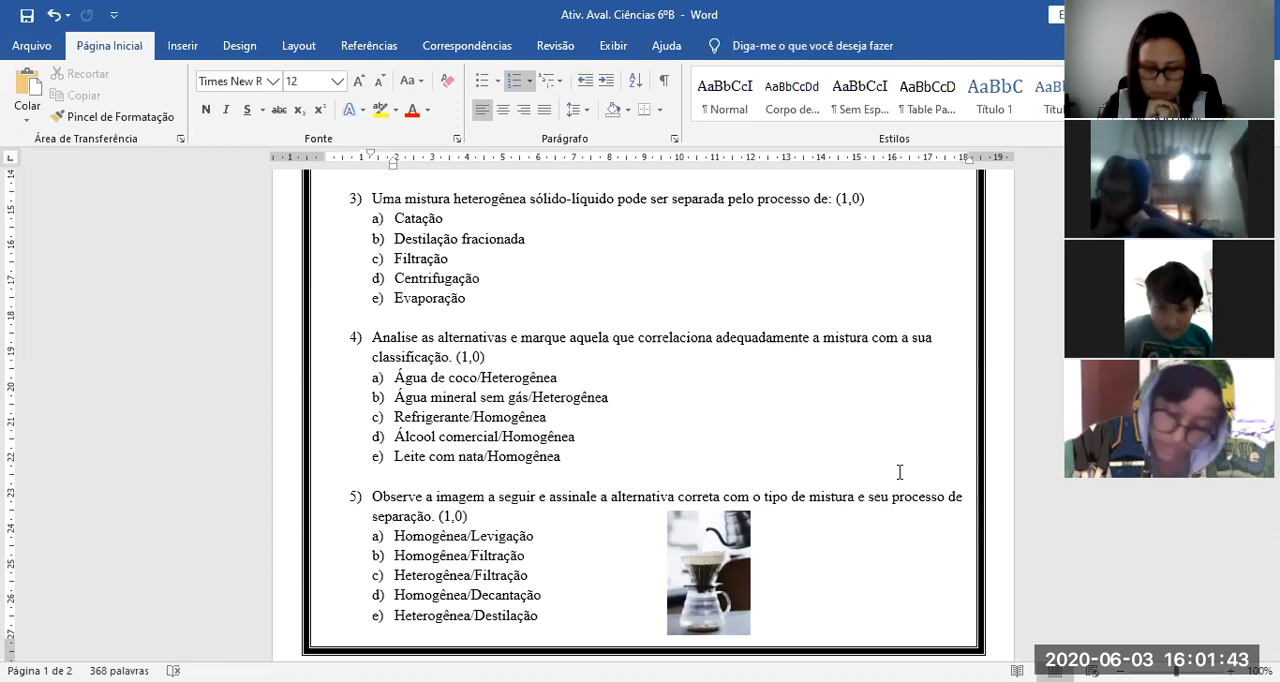 Ativ. Aval. Ciências 6ºB - Word
Arquivo Página Inicial Inserir Design Layout Referências Correspondências Revisão Exibir Ajuda Diga-me o que você deseja fazer
Colar
Recortar
Copiar
Pincel de Formatação
Área de Transferência
Times New R 12
Fonte
Parágrafo
AaBbCcI AaBbCcDd AaBbCcI AaBbCcD AaBbC
¶ Normal Corpo de... ¶ Sem Esp... ¶ Table Pa... Título 1
Estilos
3) Uma mistura heterogênea sólido-líquido pode ser separada pelo processo de: (1,0)
a) Catação
b) Destilação fracionada
c) Filtração
d) Centrifugação
e) Evaporação
4) Analise as alternativas e marque aquela que correlaciona adequadamente a mistura com a sua
classificação. (1,0)
a) Água de coco/Heterogênea
b) Água mineral sem gás/Heterogênea
c) Refrigerante/Homogênea
d) Álcool comercial/Homogênea
e) Leite com nata/Homogênea
5) Observe a imagem a seguir e assinale a alternativa correta com o tipo de mistura e seu processo de
separação. (1,0)
a) Homogênea/Levigação
b) Homogênea/Filtração
c) Heterogênea/Filtração
d) Homogênea/Decantação
e) Heterogênea/Destilação
Página 1 de 2 368 palavras
2020-06-03 16:01:43
100%